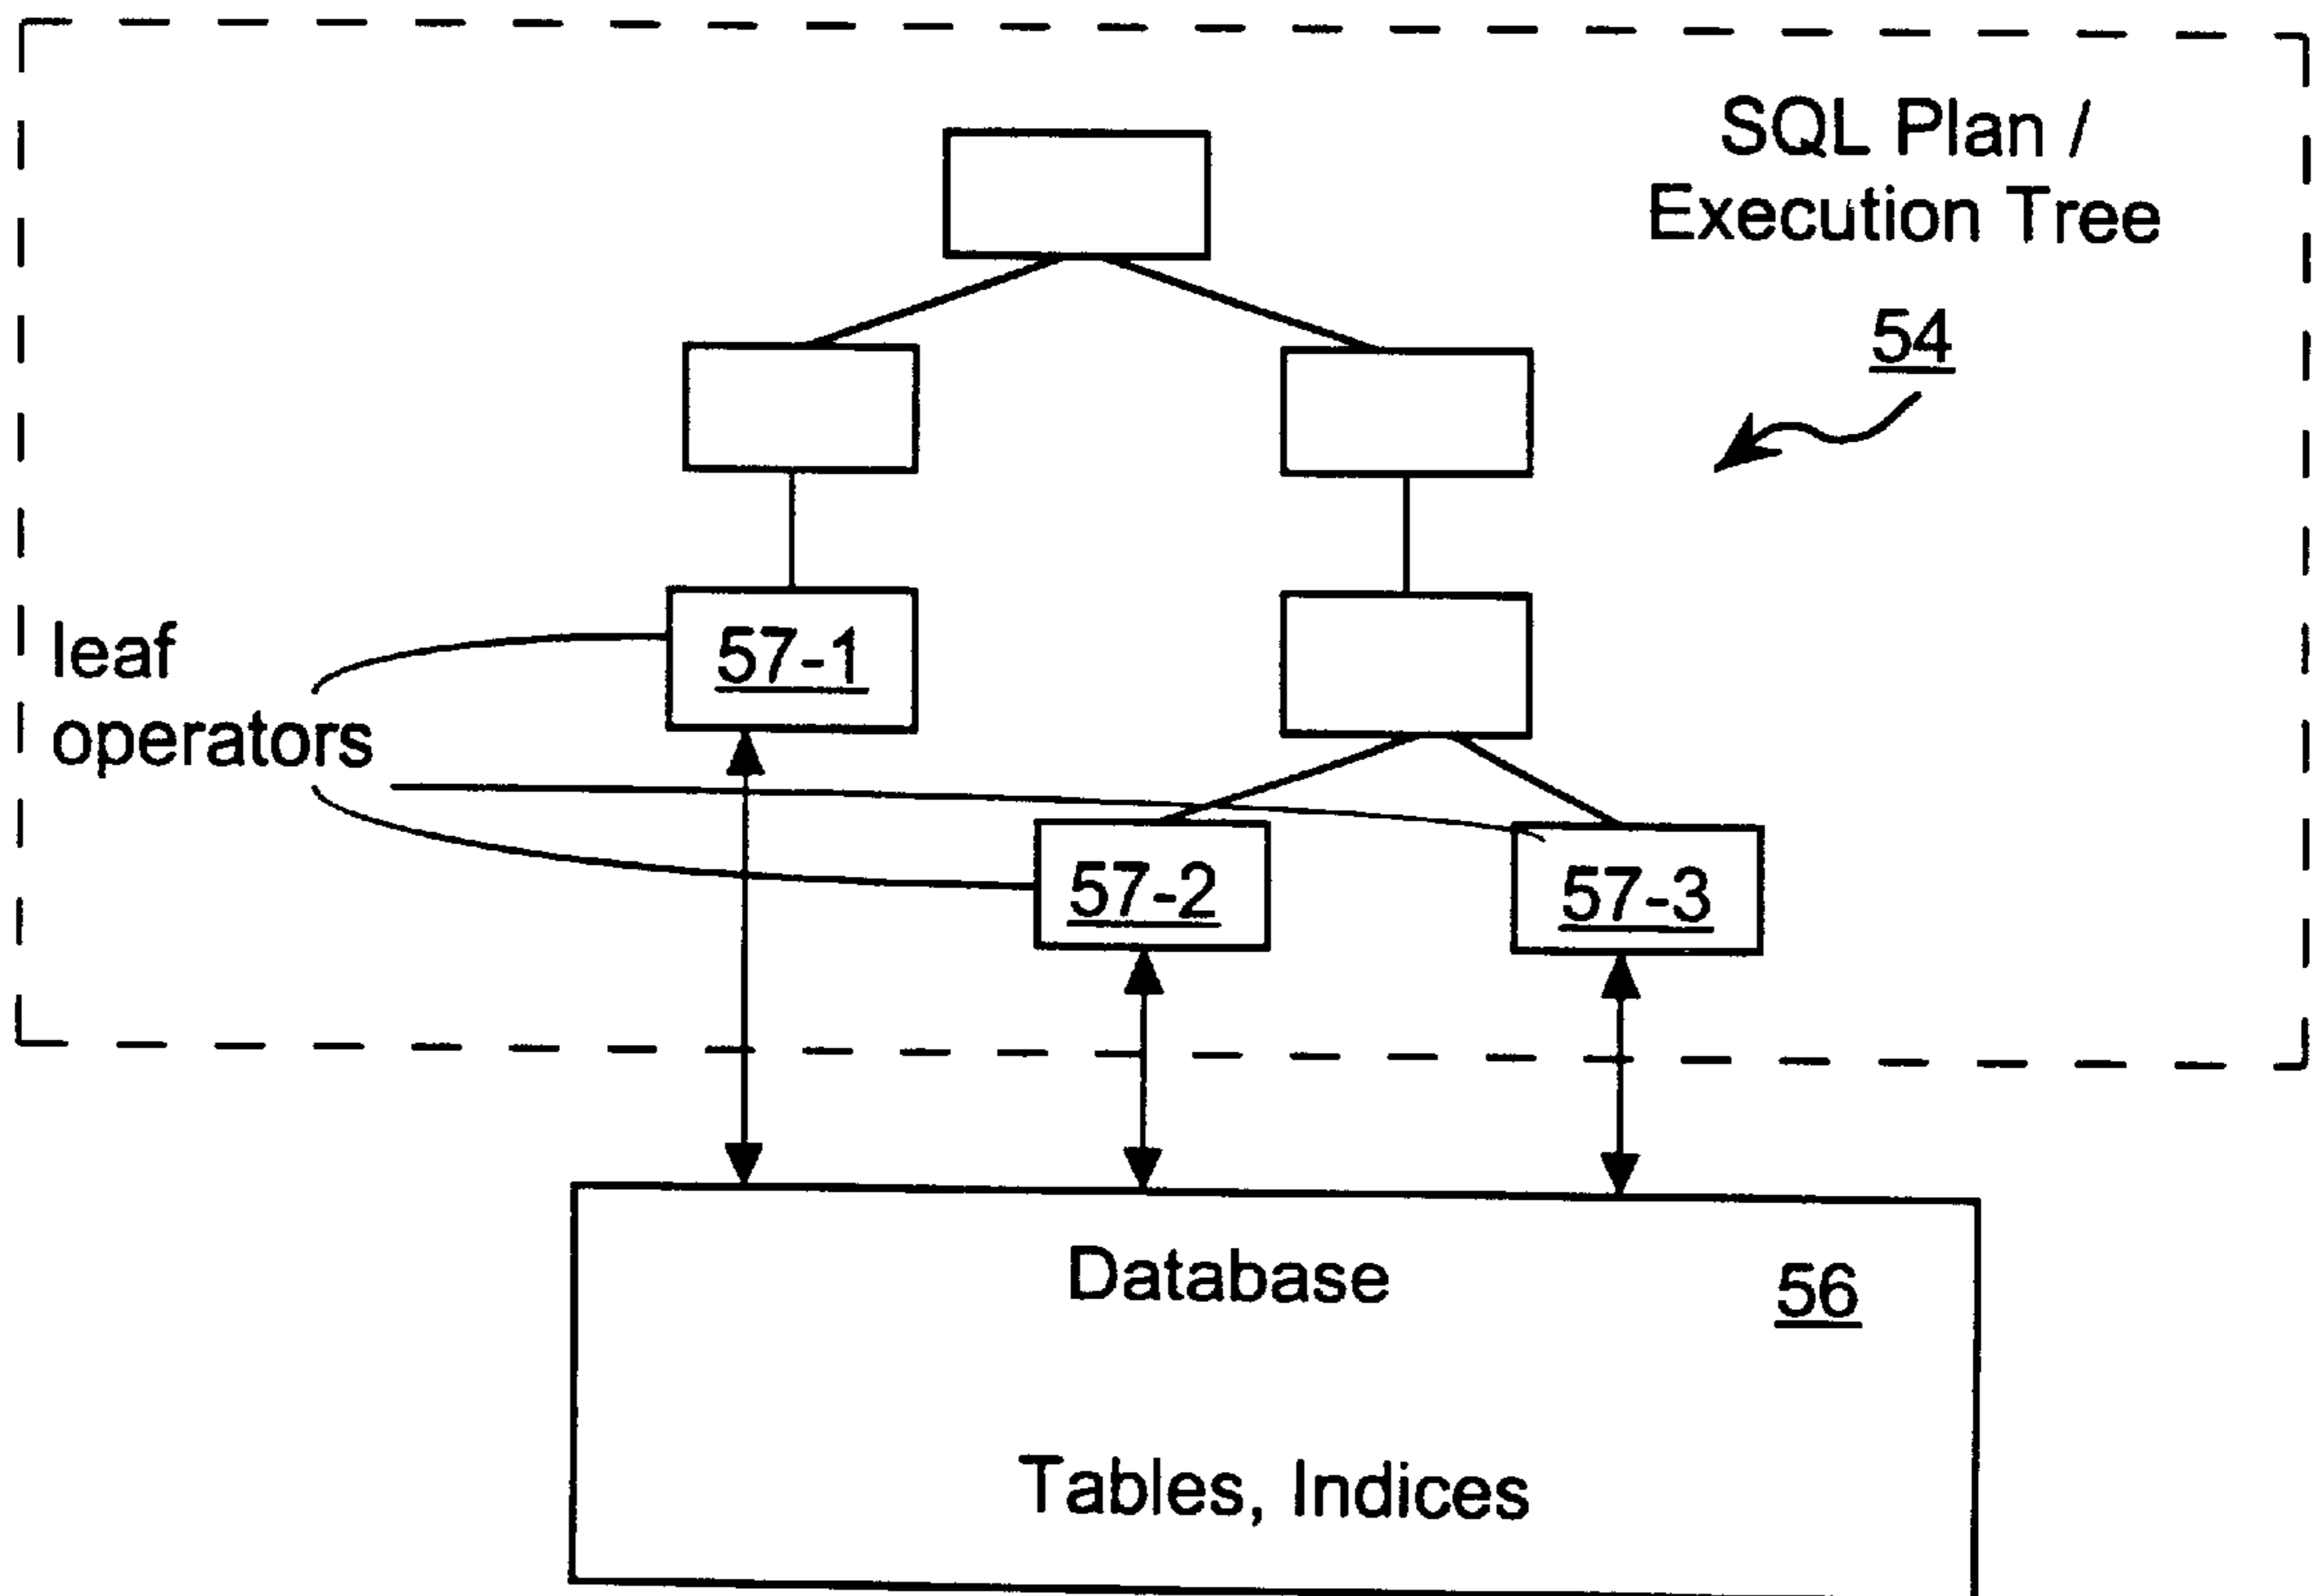 SQL Plan /
Execution Tree
54
leaf
operators
57-1
57-2
57-3
Database
56
Tables, Indices